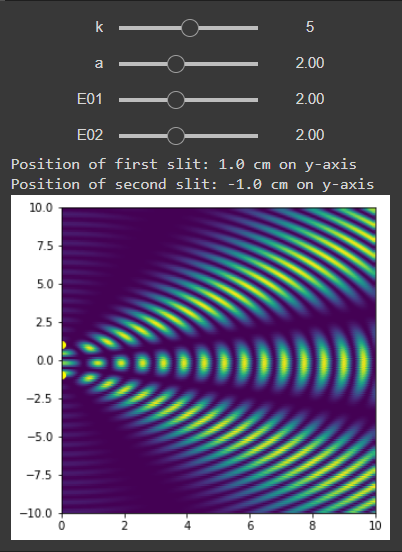 k 5
a 2.00
E01 2.00
E02 2.00
Position of first slit: 1.0 cm on y-axis
Position of second slit: -1.0 cm on y-axis
10.0
7.5
5.0
2.5
0.0
−2.5
−5.0
−7.5
−10.0
0 2 4 6 8 10